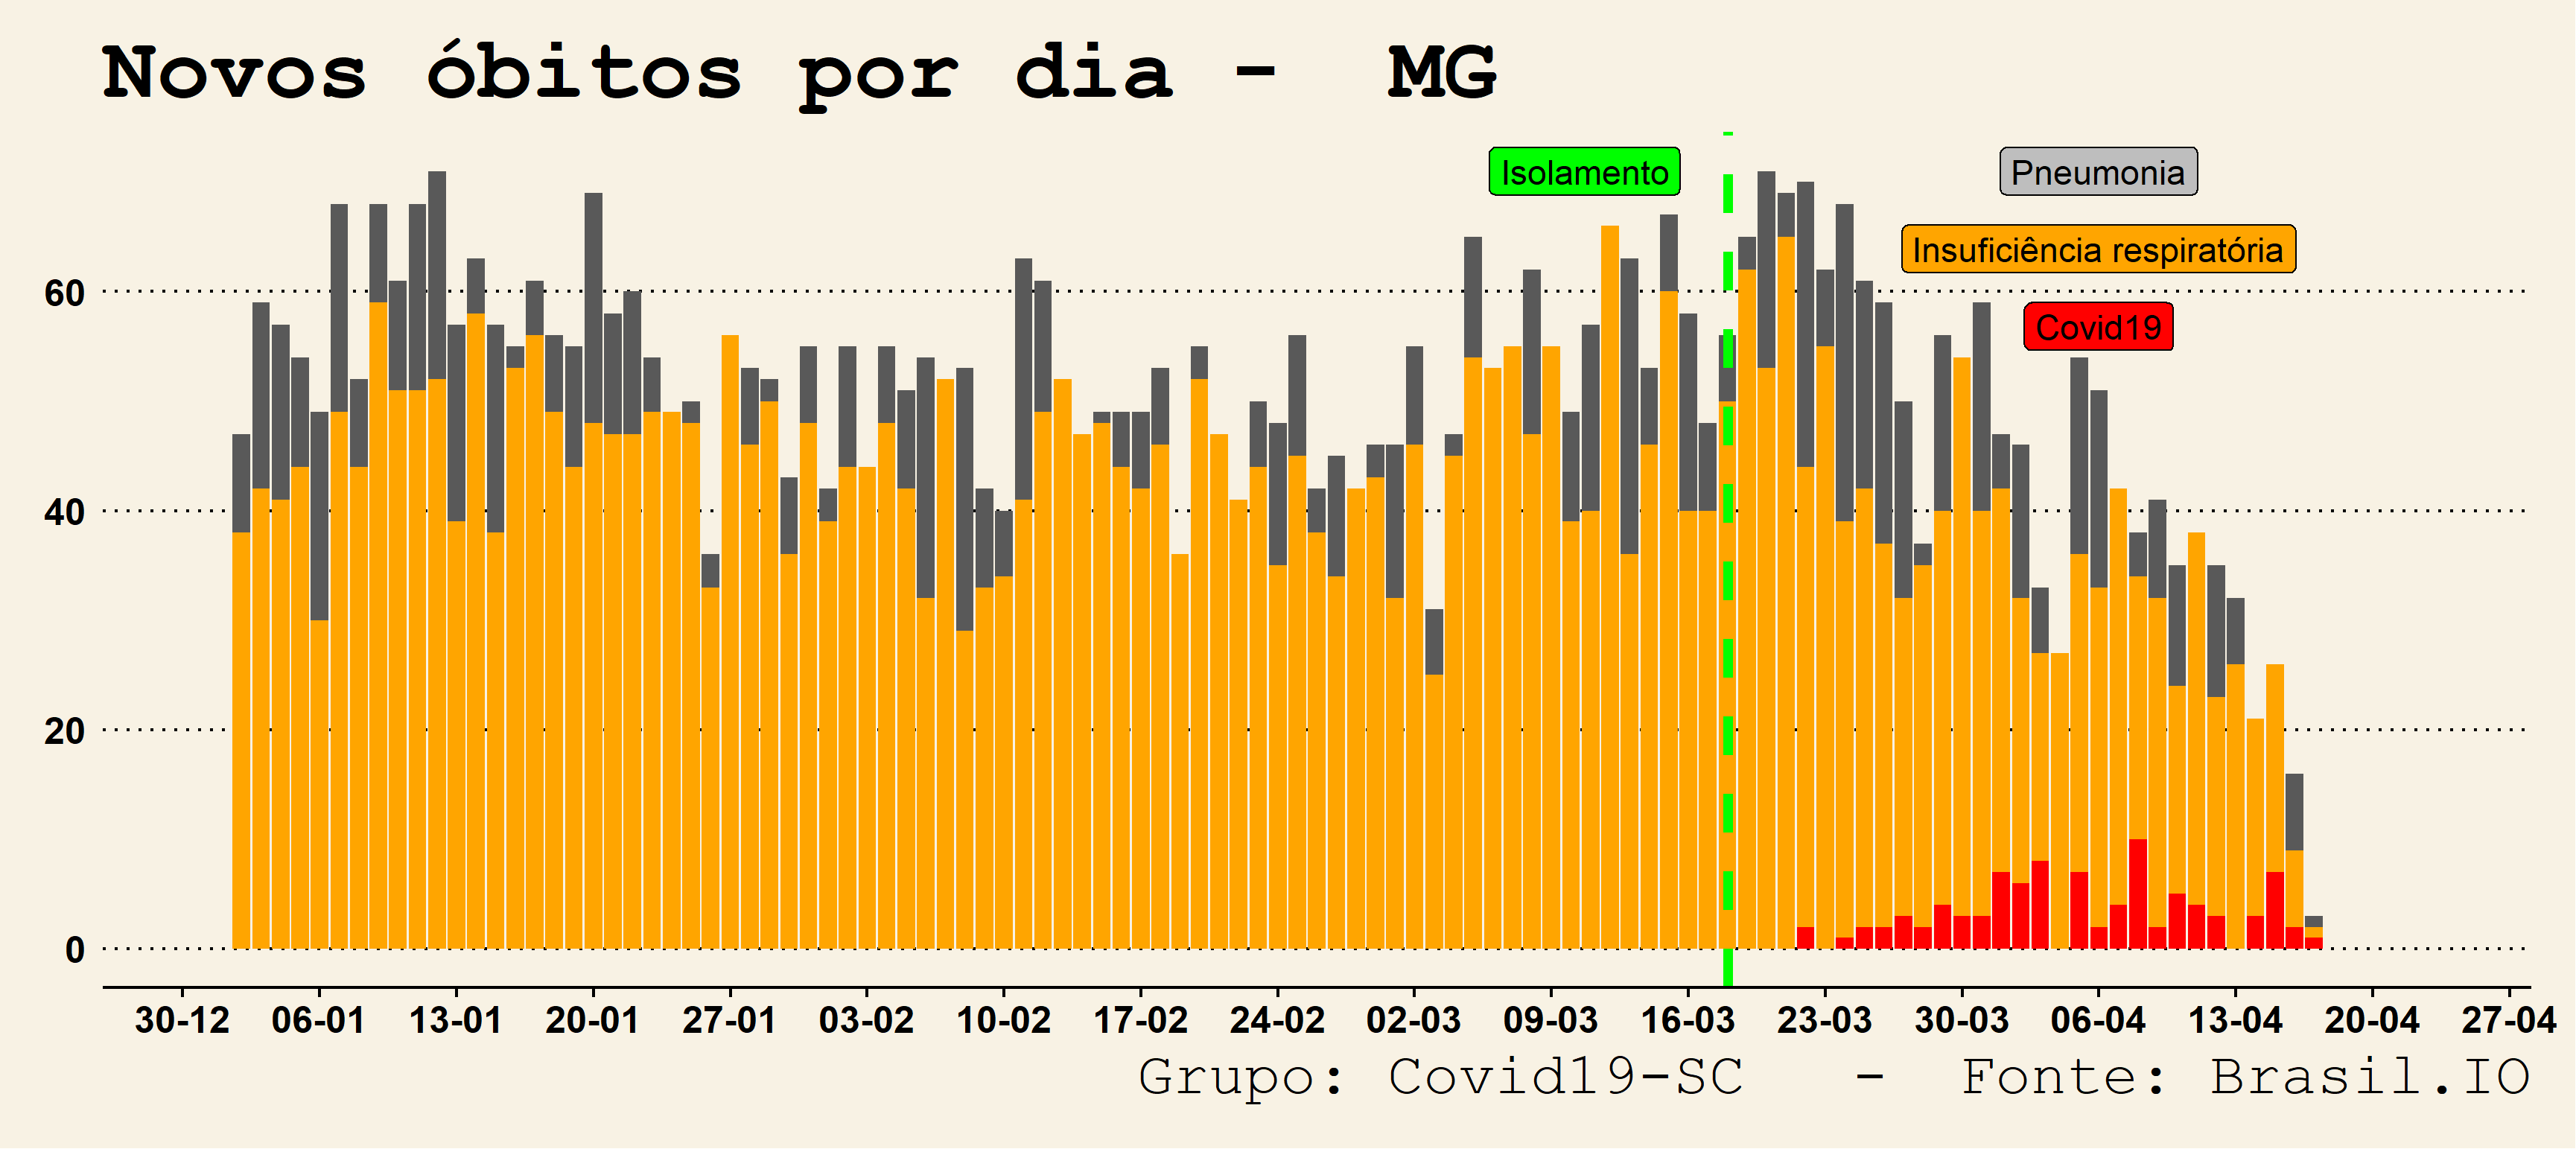 Novos óbitos por dia -  MG
Isolamento
Pneumonia
Insuficiência respiratória
Covid19
60
40
20
0
30-12 06-01 13-01 20-01 27-01 03-02 10-02 17-02 24-02 02-03 09-03 16-03 23-03 30-03 06-04 13-04 20-04 27-04
Grupo: Covid19-SC   -  Fonte: Brasil.IO